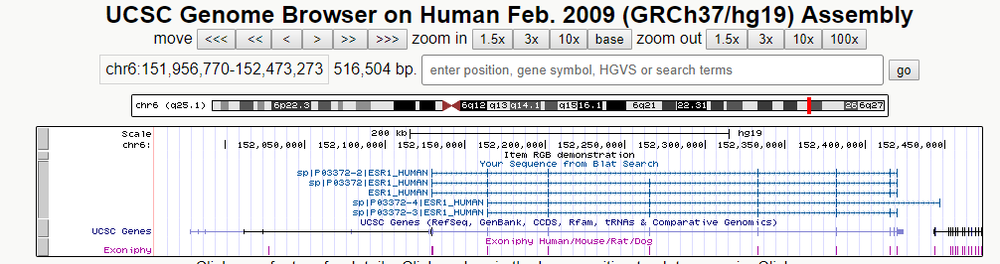 UCSC Genome Browser on Human Feb. 2009 (GRCh37/hg19) Assembly
move <<< << < > >> >>> zoom in 1.5x 3x 10x base zoom out 1.5x 3x 10x 100x
chr6:151,956,770-152,473,273 516,504 bp. enter position, gene symbol, HGVS or search terms go
chr6 (q25.1) 6p22.3 6q12 q13 q14.1 q15 16.1 6q21 22.31 26 6q27
Scale 200 kb hg19
chr6: 152,050,000 152,100,000 152,150,000 152,200,000 152,250,000 152,300,000 152,350,000 152,400,000 152,450,000
Item RGB demonstration
Your Sequence from Blat Search
sp|P03372-2|ESR1_HUMAN
sp|P03372|ESR1_HUMAN
ESR1_HUMAN
sp|P03372-4|ESR1_HUMAN
sp|P03372-3|ESR1_HUMAN
UCSC Genes (RefSeq, GenBank, CCDS, Rfam, tRNAs & Comparative Genomics)
UCSC Genes
Exoniphy Human/Mouse/Rat/Dog
Exoniphy